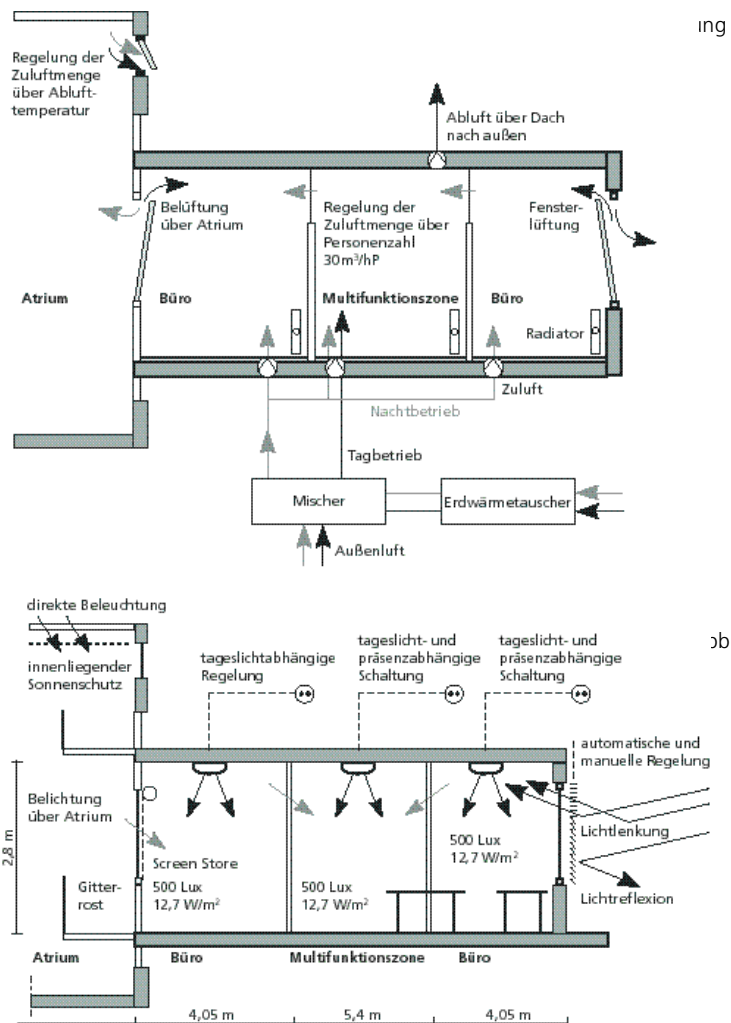 ing
Regelung der
Zuluftmenge
über Abluft-
temperatur
Abluft über Dach
nach außen
Belüftung
über Atrium
Regelung der
Zuluftmenge über
Personenzahl
30m³/hP
Fenster-
lüftung
Atrium
Büro
Multifunktionszone
Büro
Radiator
Zuluft
Nachtbetrieb
Tagbetrieb
Mischer
Erdwärmetauscher
Außenluft
direkte Beleuchtung
innenliegender
Sonnenschutz
tageslichtabhängige
Regelung
tageslicht- und
präsenzabhängige
Schaltung
tageslicht- und
präsenzabhängige
Schaltung
automatische und
manuelle Regelung
Belichtung
über Atrium
2,8 m
Screen Store
500 Lux
12,7 W/m²
500 Lux
12,7 W/m²
500 Lux
12,7 W/m²
Lichtlenkung
Lichtreflexion
Gitter-
rost
Atrium
Büro
Multifunktionszone
Büro
4,05 m
5,4 m
4,05 m